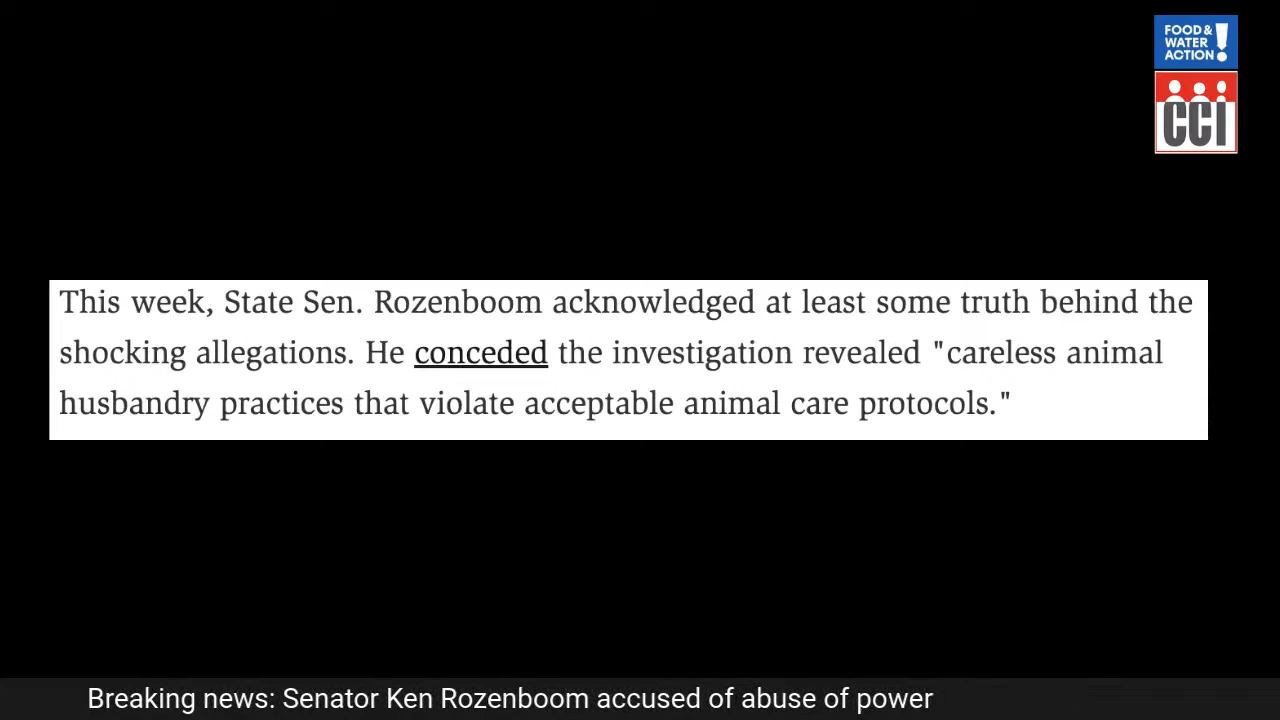 FOOD &
WATER
ACTION!
CCI
This week, State Sen. Rozenboom acknowledged at least some truth behind the
shocking allegations. He conceded the investigation revealed "careless animal
husbandry practices that violate acceptable animal care protocols."
Breaking news: Senator Ken Rozenboom accused of abuse of power